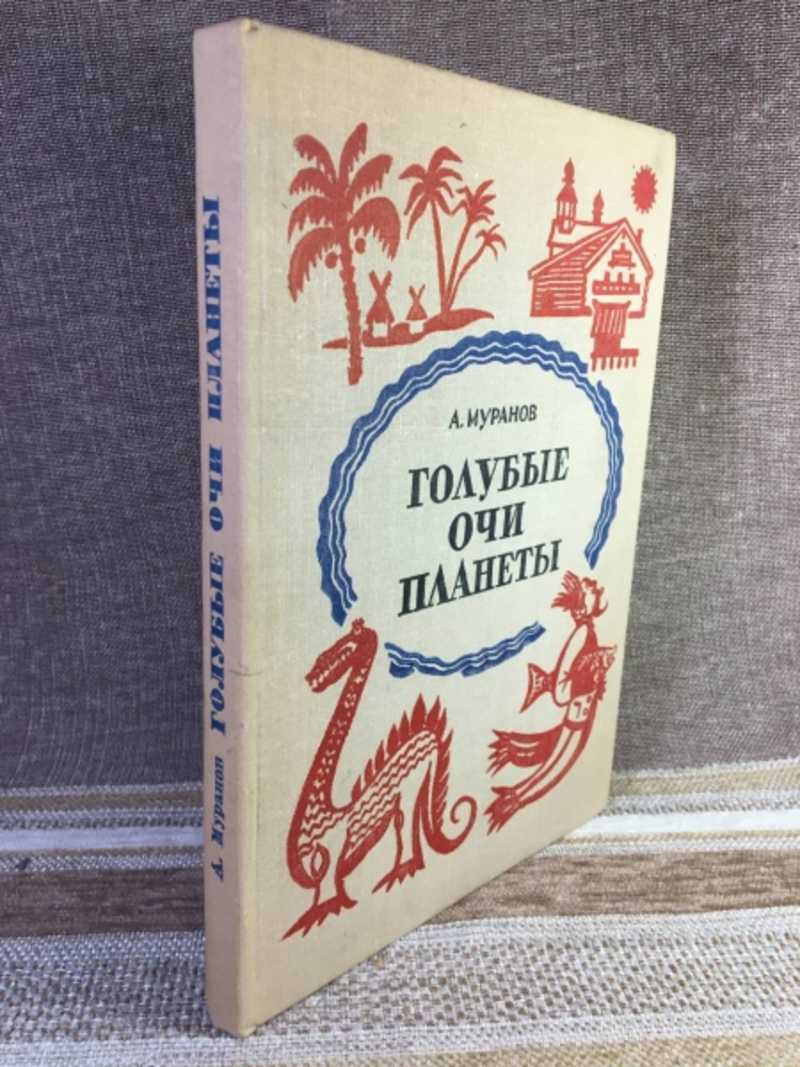 А. МУРАНОВ
ГОЛУБЫЕ
ОЧИ
ПЛАНЕТЫ
А Муранов ГОЛУБЫЕ ОЧИ ПЛАНЕТЫ